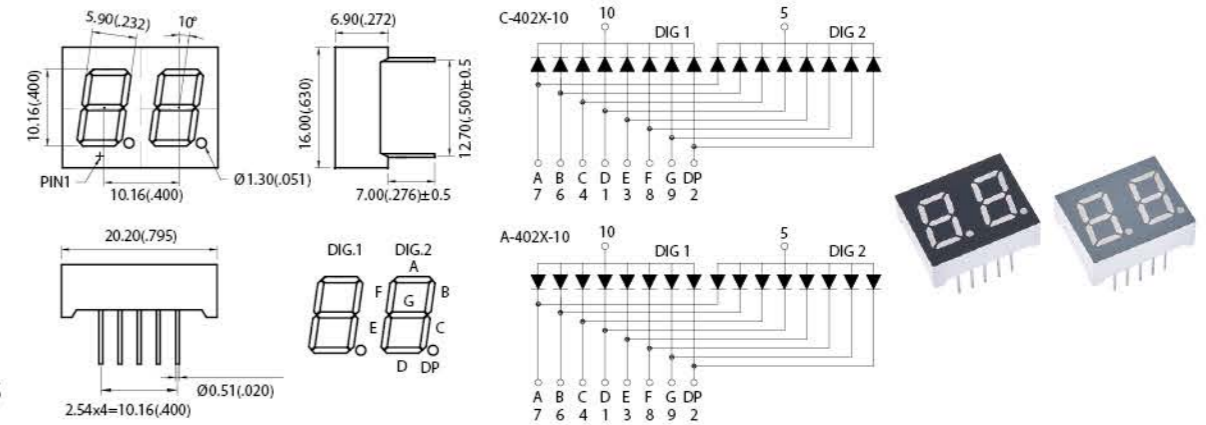 5.90(.232)
10°
10.16(.400)
PIN1
10.16(.400)
Ø1.30(.051)
6.90(.272)
16.00(.630)
12.70(.500)±0.5
7.00(.276)±0.5
20.20(.795)
2.54x4=10.16(.400)
Ø0.51(.020)
DIG.1 DIG.2
A
F B
G
E C
D DP
C-402X-10 10 5
DIG 1 DIG 2
A B C D E F G DP
7 6 4 1 3 8 9 2
A-402X-10 10 5
DIG 1 DIG 2
A B C D E F G DP
7 6 4 1 3 8 9 2